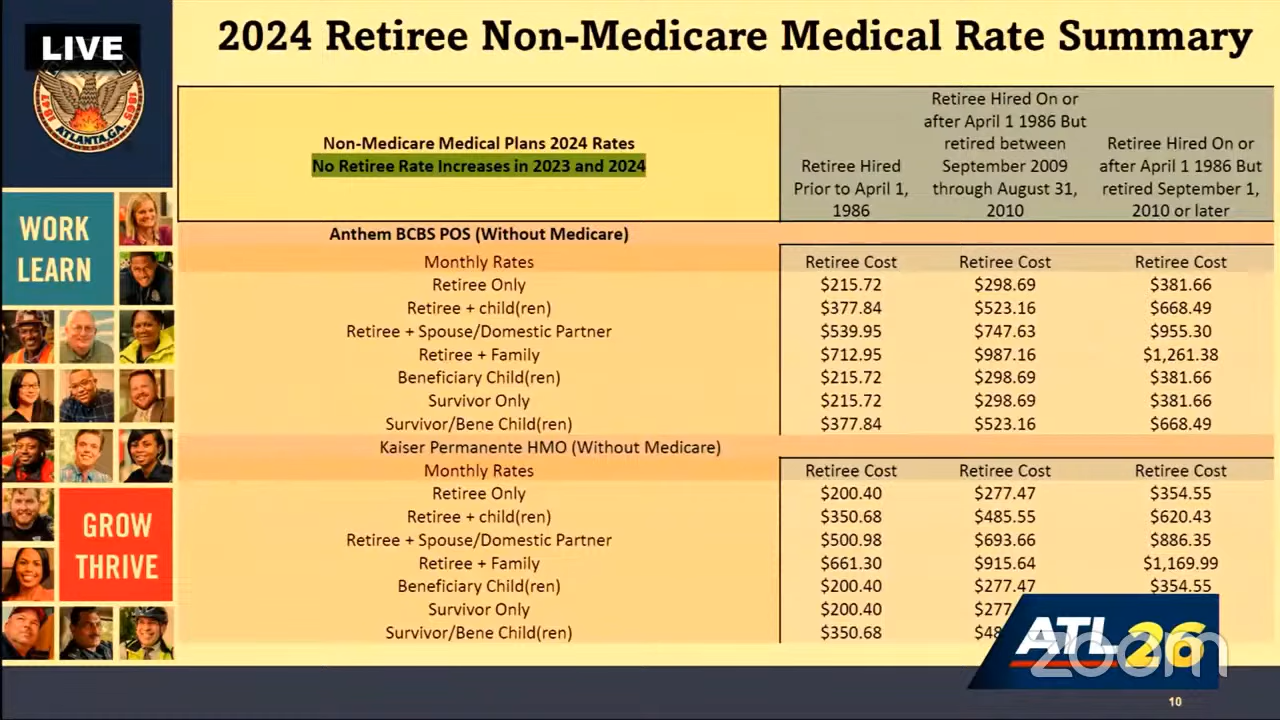 LIVE
2024 Retiree Non-Medicare Medical Rate Summary
1847 1865
ATLANTA, GA.
WORK
LEARN
GROW
THRIVE
Non-Medicare Medical Plans 2024 Rates
No Retiree Rate Increases in 2023 and 2024
Retiree Hired
Prior to April 1,
1986
Retiree Hired On or
after April 1 1986 But
retired between
September 2009
through August 31,
2010
Retiree Hired On or
after April 1 1986 But
retired September 1,
2010 or later
Anthem BCBS POS (Without Medicare)
Monthly Rates Retiree Cost Retiree Cost Retiree Cost
Retiree Only $215.72 $298.69 $381.66
Retiree + child(ren) $377.84 $523.16 $668.49
Retiree + Spouse/Domestic Partner $539.95 $747.63 $955.30
Retiree + Family $712.95 $987.16 $1,261.38
Beneficiary Child(ren) $215.72 $298.69 $381.66
Survivor Only $215.72 $298.69 $381.66
Survivor/Bene Child(ren) $377.84 $523.16 $668.49
Kaiser Permanente HMO (Without Medicare)
Monthly Rates Retiree Cost Retiree Cost Retiree Cost
Retiree Only $200.40 $277.47 $354.55
Retiree + child(ren) $350.68 $485.55 $620.43
Retiree + Spouse/Domestic Partner $500.98 $693.66 $886.35
Retiree + Family $661.30 $915.64 $1,169.99
Beneficiary Child(ren) $200.40 $277.47 $354.55
Survivor Only $200.40
Survivor/Bene Child(ren) $350.68
ATL 26
zoom
10